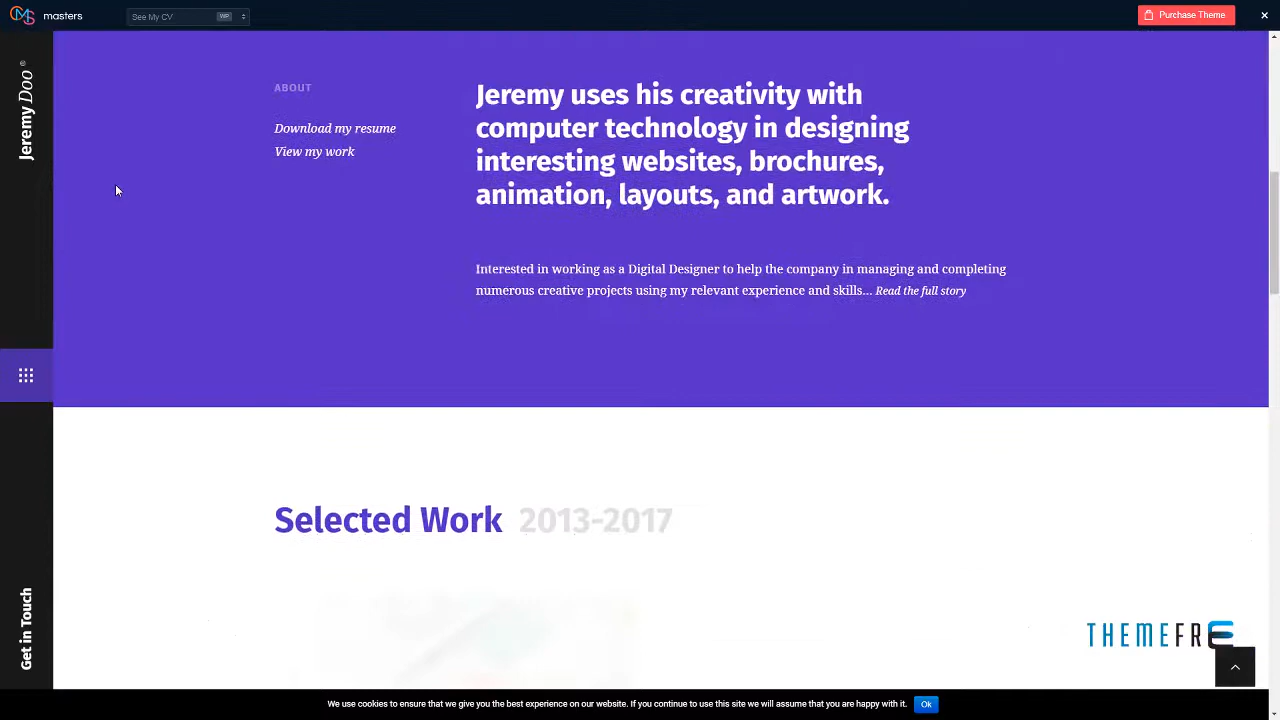 CMS masters
See My CV
WP
Purchase Theme
Jeremy Doo ®
ABOUT
Download my resume
View my work
Jeremy uses his creativity with
computer technology in designing
interesting websites, brochures,
animation, layouts, and artwork.
Interested in working as a Digital Designer to help the company in managing and completing
numerous creative projects using my relevant experience and skills... Read the full story
Selected Work 2013-2017
Get in Touch
THEMEFRE
We use cookies to ensure that we give you the best experience on our website. If you continue to use this site we will assume that you are happy with it.
Ok